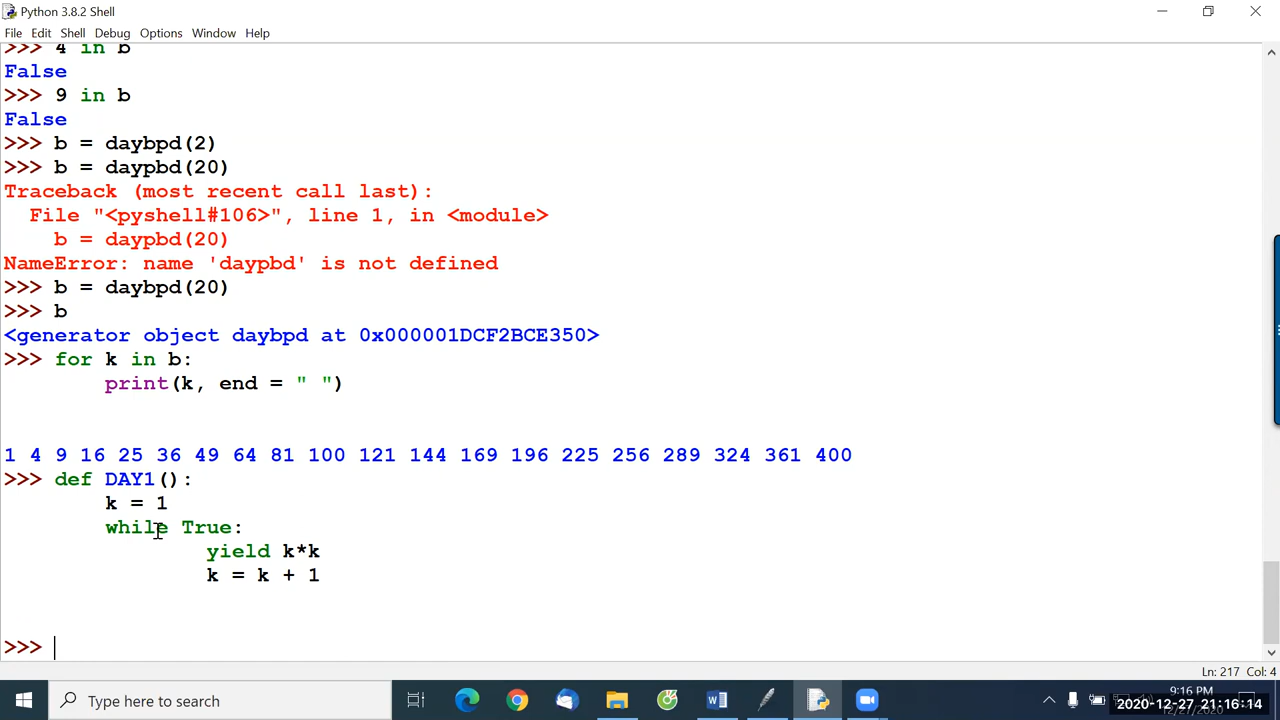 Python 3.8.2 Shell
File Edit Shell Debug Options Window Help
>>> 4 in b
False
>>> 9 in b
False
>>> b = daybpd(2)
>>> b = daypbd(20)
Traceback (most recent call last):
  File "<pyshell#106>", line 1, in <module>
    b = daypbd(20)
NameError: name 'daypbd' is not defined
>>> b = daybpd(20)
>>> b
<generator object daybpd at 0x000001DCF2BCE350>
>>> for k in b:
        print(k, end = " ")
1 4 9 16 25 36 49 64 81 100 121 144 169 196 225 256 289 324 361 400
>>> def DAY1():
        k = 1
        while True:
                yield k*k
                k = k + 1
>>>
Ln: 217 Col: 4
Type here to search
9:16 PM
2020-12-27 21:16:14
12/27/2020